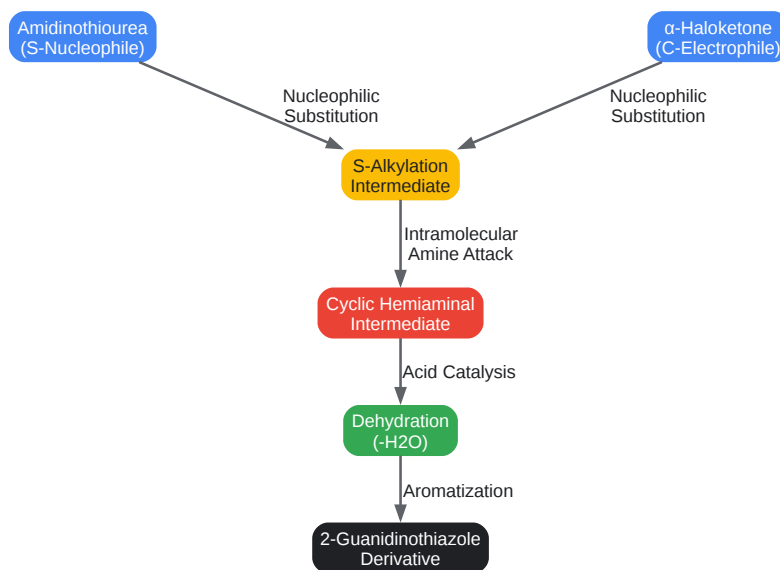 Amidinothiourea
(S-Nucleophile)
α-Haloketone
(C-Electrophile)
Nucleophilic
Substitution
Nucleophilic
Substitution
S-Alkylation
Intermediate
Intramolecular
Amine Attack
Cyclic Hemiaminal
Intermediate
Acid Catalysis
Dehydration
(-H2O)
Aromatization
2-Guanidinothiazole
Derivative